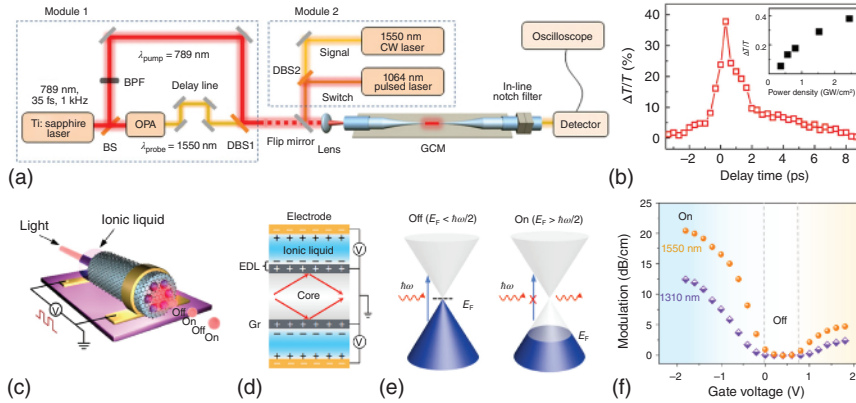 Module 1
Module 2
λpump = 789 nm
789 nm,
35 fs, 1 kHz
BPF
Delay line
Ti: sapphire
laser
BS
OPA
λprobe = 1550 nm
DBS1
Signal
1550 nm
CW laser
DBS2
1064 nm
pulsed laser
Switch
Flip mirror
Lens
GCM
In-line
notch filter
Oscilloscope
Detector
(a)
ΔT/T (%)
40
30
20
10
0
−2 0 2 4 6 8
Delay time (ps)
ΔT/T
0.4
0.2
0.0
1 2
Power density (GW/cm²)
(b)
Light
Ionic liquid
V
Off
On
Off
On
(c)
Electrode
Ionic liquid
EDL
Core
Gr
V
V
(d)
Off (EF < ħω/2)
On (EF > ħω/2)
ħω
EF
ħω
EF
(e)
Modulation (dB/cm)
25
20
15
10
5
0
On
1550 nm
1310 nm
Off
−2 −1 0 1 2
Gate voltage (V)
(f)